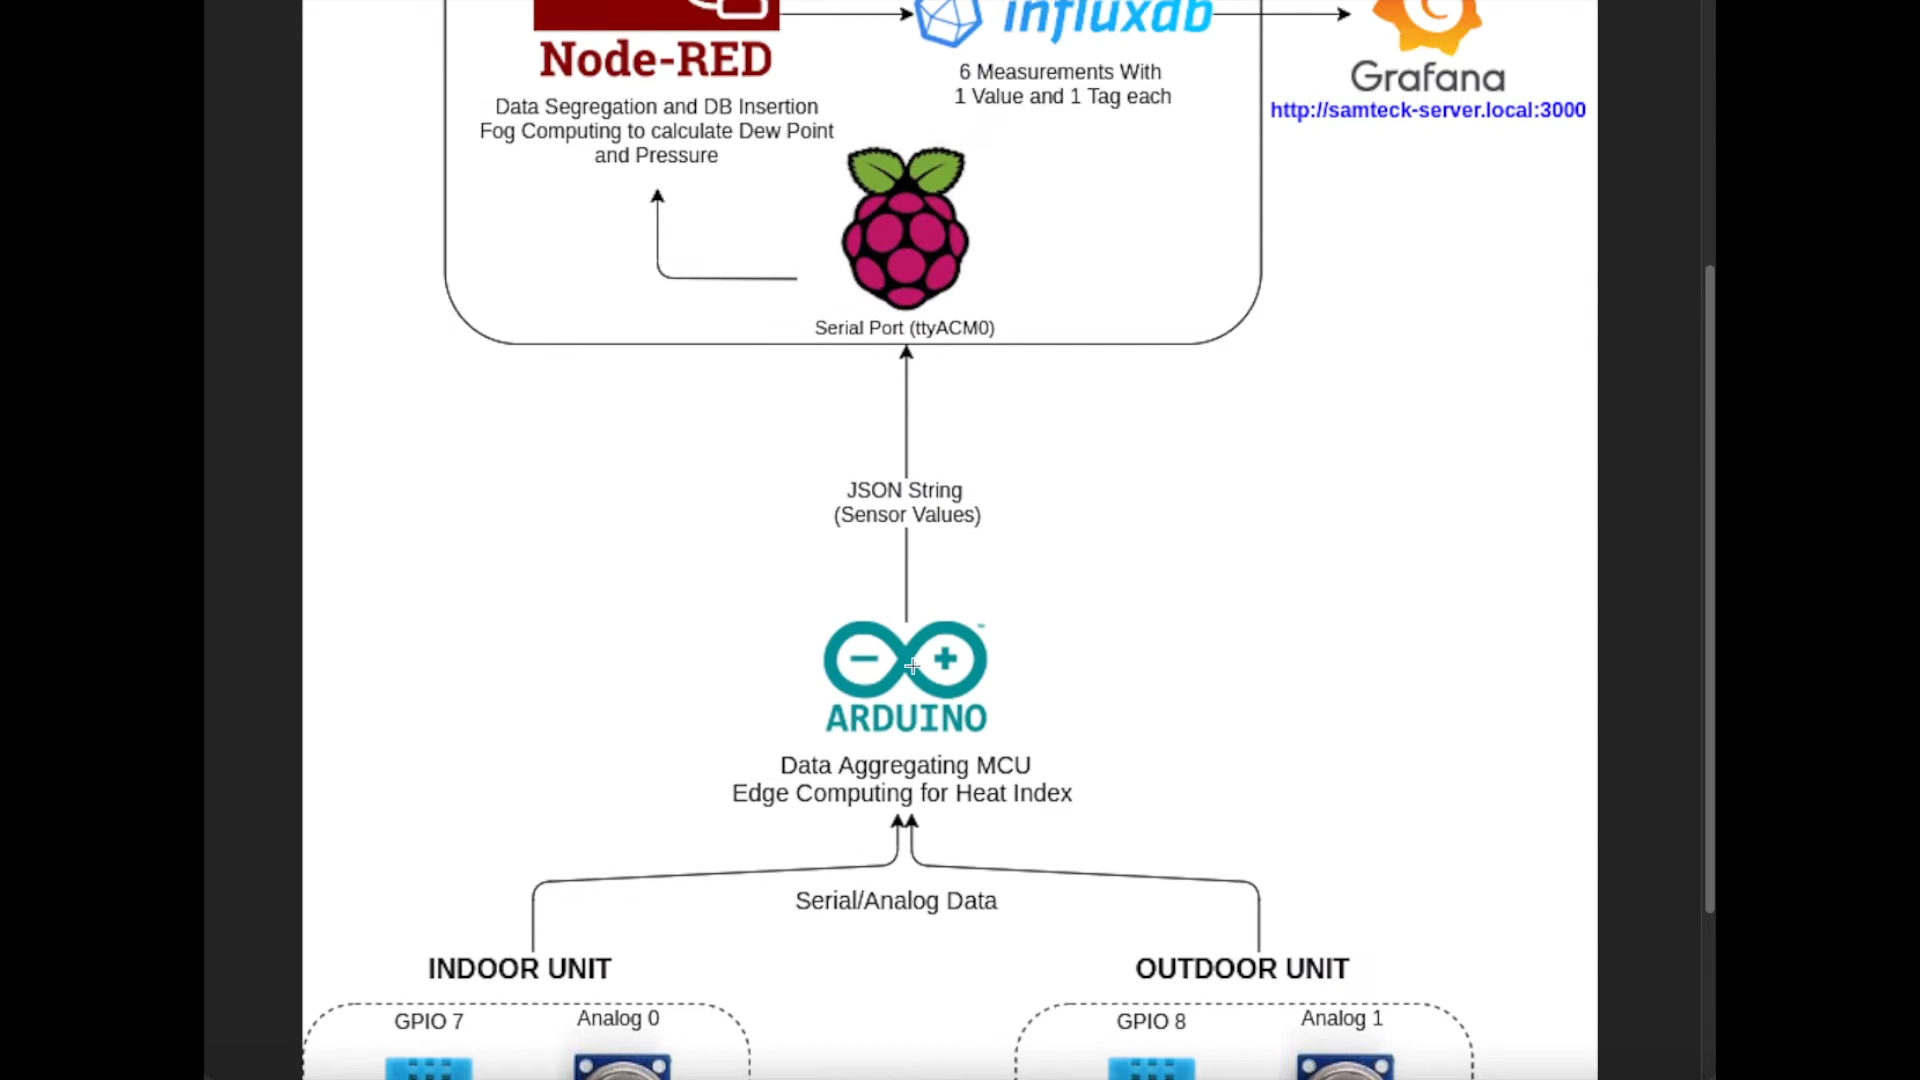 influxdb
Node-RED
6 Measurements With
1 Value and 1 Tag each
Grafana
http://samteck-server.local:3000
Data Segregation and DB Insertion
Fog Computing to calculate Dew Point
and Pressure
Serial Port (ttyACM0)
JSON String
(Sensor Values)
ARDUINO
Data Aggregating MCU
Edge Computing for Heat Index
Serial/Analog Data
INDOOR UNIT
OUTDOOR UNIT
GPIO 7
Analog 0
GPIO 8
Analog 1